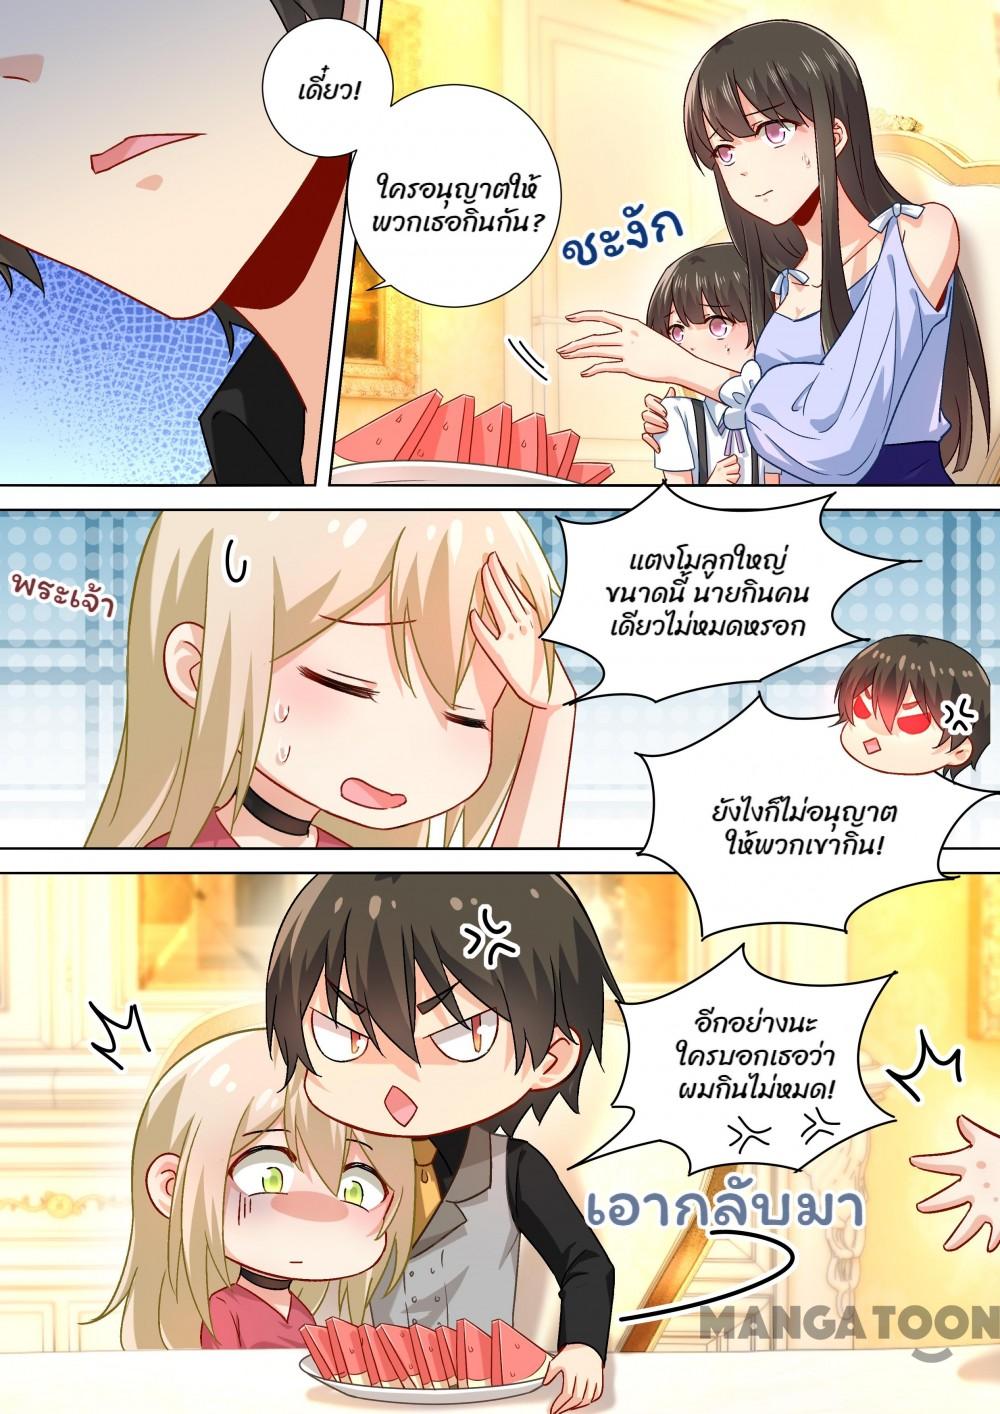 เดี๋ยว!
ใครอนุญาตให้
พวกเธอกินกัน?
ชะงัก
พระเจ้า
แตงโมลูกใหญ่
ขนาดนี้ นายกินคน
เดียวไม่หมดหรอก
ยังไงก็ไม่อนุญาต
ให้พวกเขากิน!
อีกอย่างนะ
ใครบอกเธอว่า
ผมกินไม่หมด!
เอากลับมา
MANGATOON